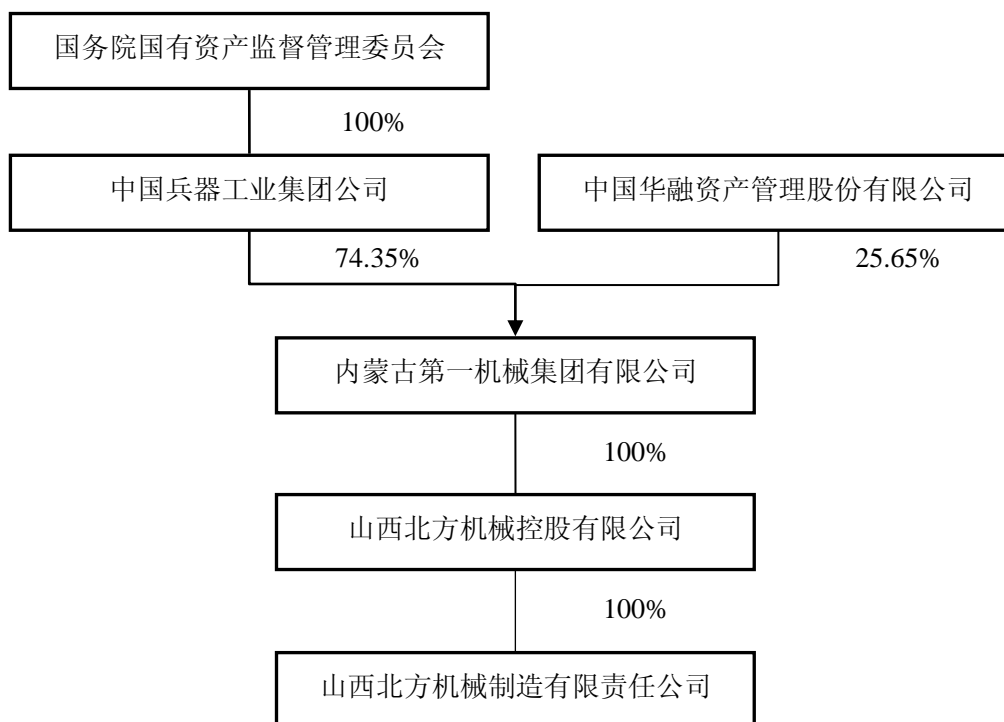 国务院国有资产监督管理委员会
100%
中国兵器工业集团公司
中国华融资产管理股份有限公司
74.35%
25.65%
内蒙古第一机械集团有限公司
100%
山西北方机械控股有限公司
100%
山西北方机械制造有限责任公司